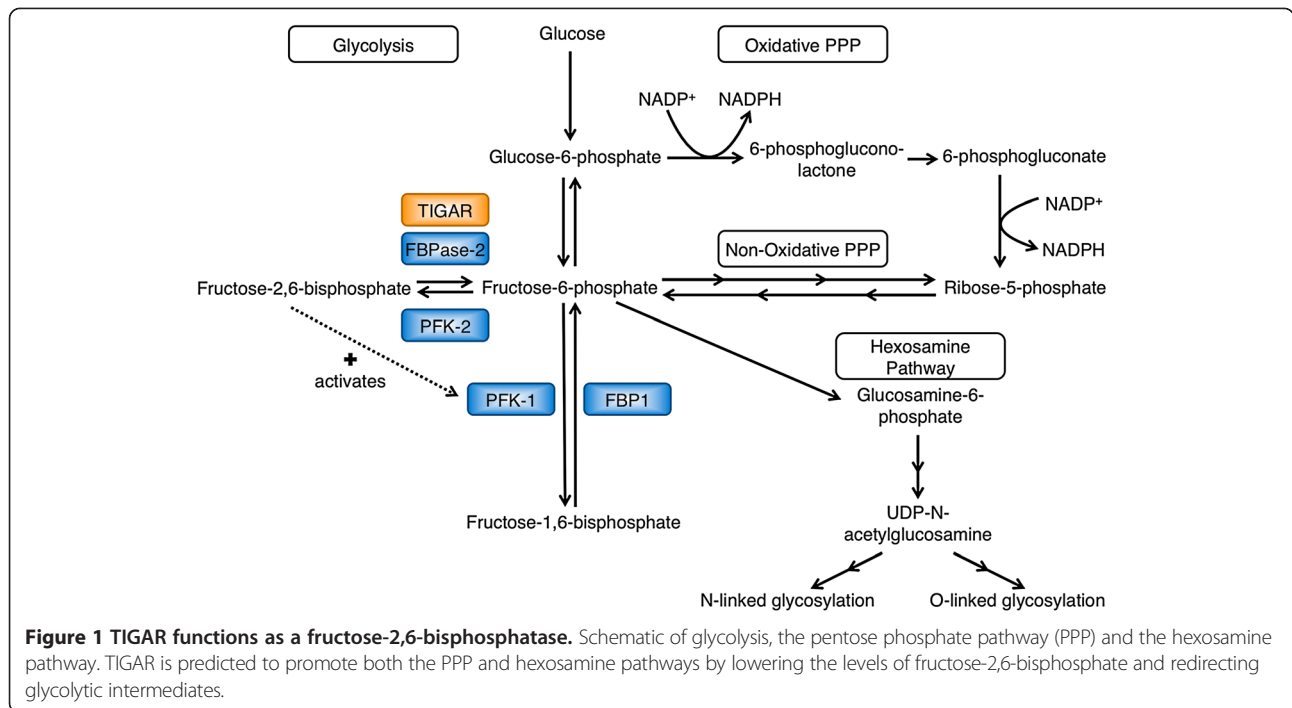 Glycolysis
Glucose
Oxidative PPP
NADP+ NADPH
Glucose-6-phosphate
6-phosphoglucono-
lactone
6-phosphogluconate
TIGAR
NADP+
FBPase-2
Non-Oxidative PPP
NADPH
Fructose-2,6-bisphosphate
Fructose-6-phosphate
Ribose-5-phosphate
PFK-2
Hexosamine
Pathway
+
activates
PFK-1
FBP1
Glucosamine-6-
phosphate
Fructose-1,6-bisphosphate
UDP-N-
acetylglucosamine
N-linked glycosylation
O-linked glycosylation
Figure 1 TIGAR functions as a fructose-2,6-bisphosphatase. Schematic of glycolysis, the pentose phosphate pathway (PPP) and the hexosamine
pathway. TIGAR is predicted to promote both the PPP and hexosamine pathways by lowering the levels of fructose-2,6-bisphosphate and redirecting
glycolytic intermediates.